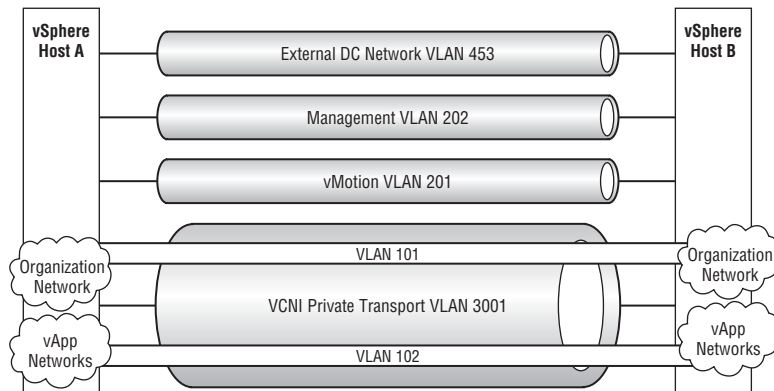 vSphere
Host A
vSphere
Host B
External DC Network VLAN 453
Management VLAN 202
vMotion VLAN 201
VLAN 101
Organization
Network
Organization
Network
VCNI Private Transport VLAN 3001
vApp
Networks
vApp
Networks
VLAN 102